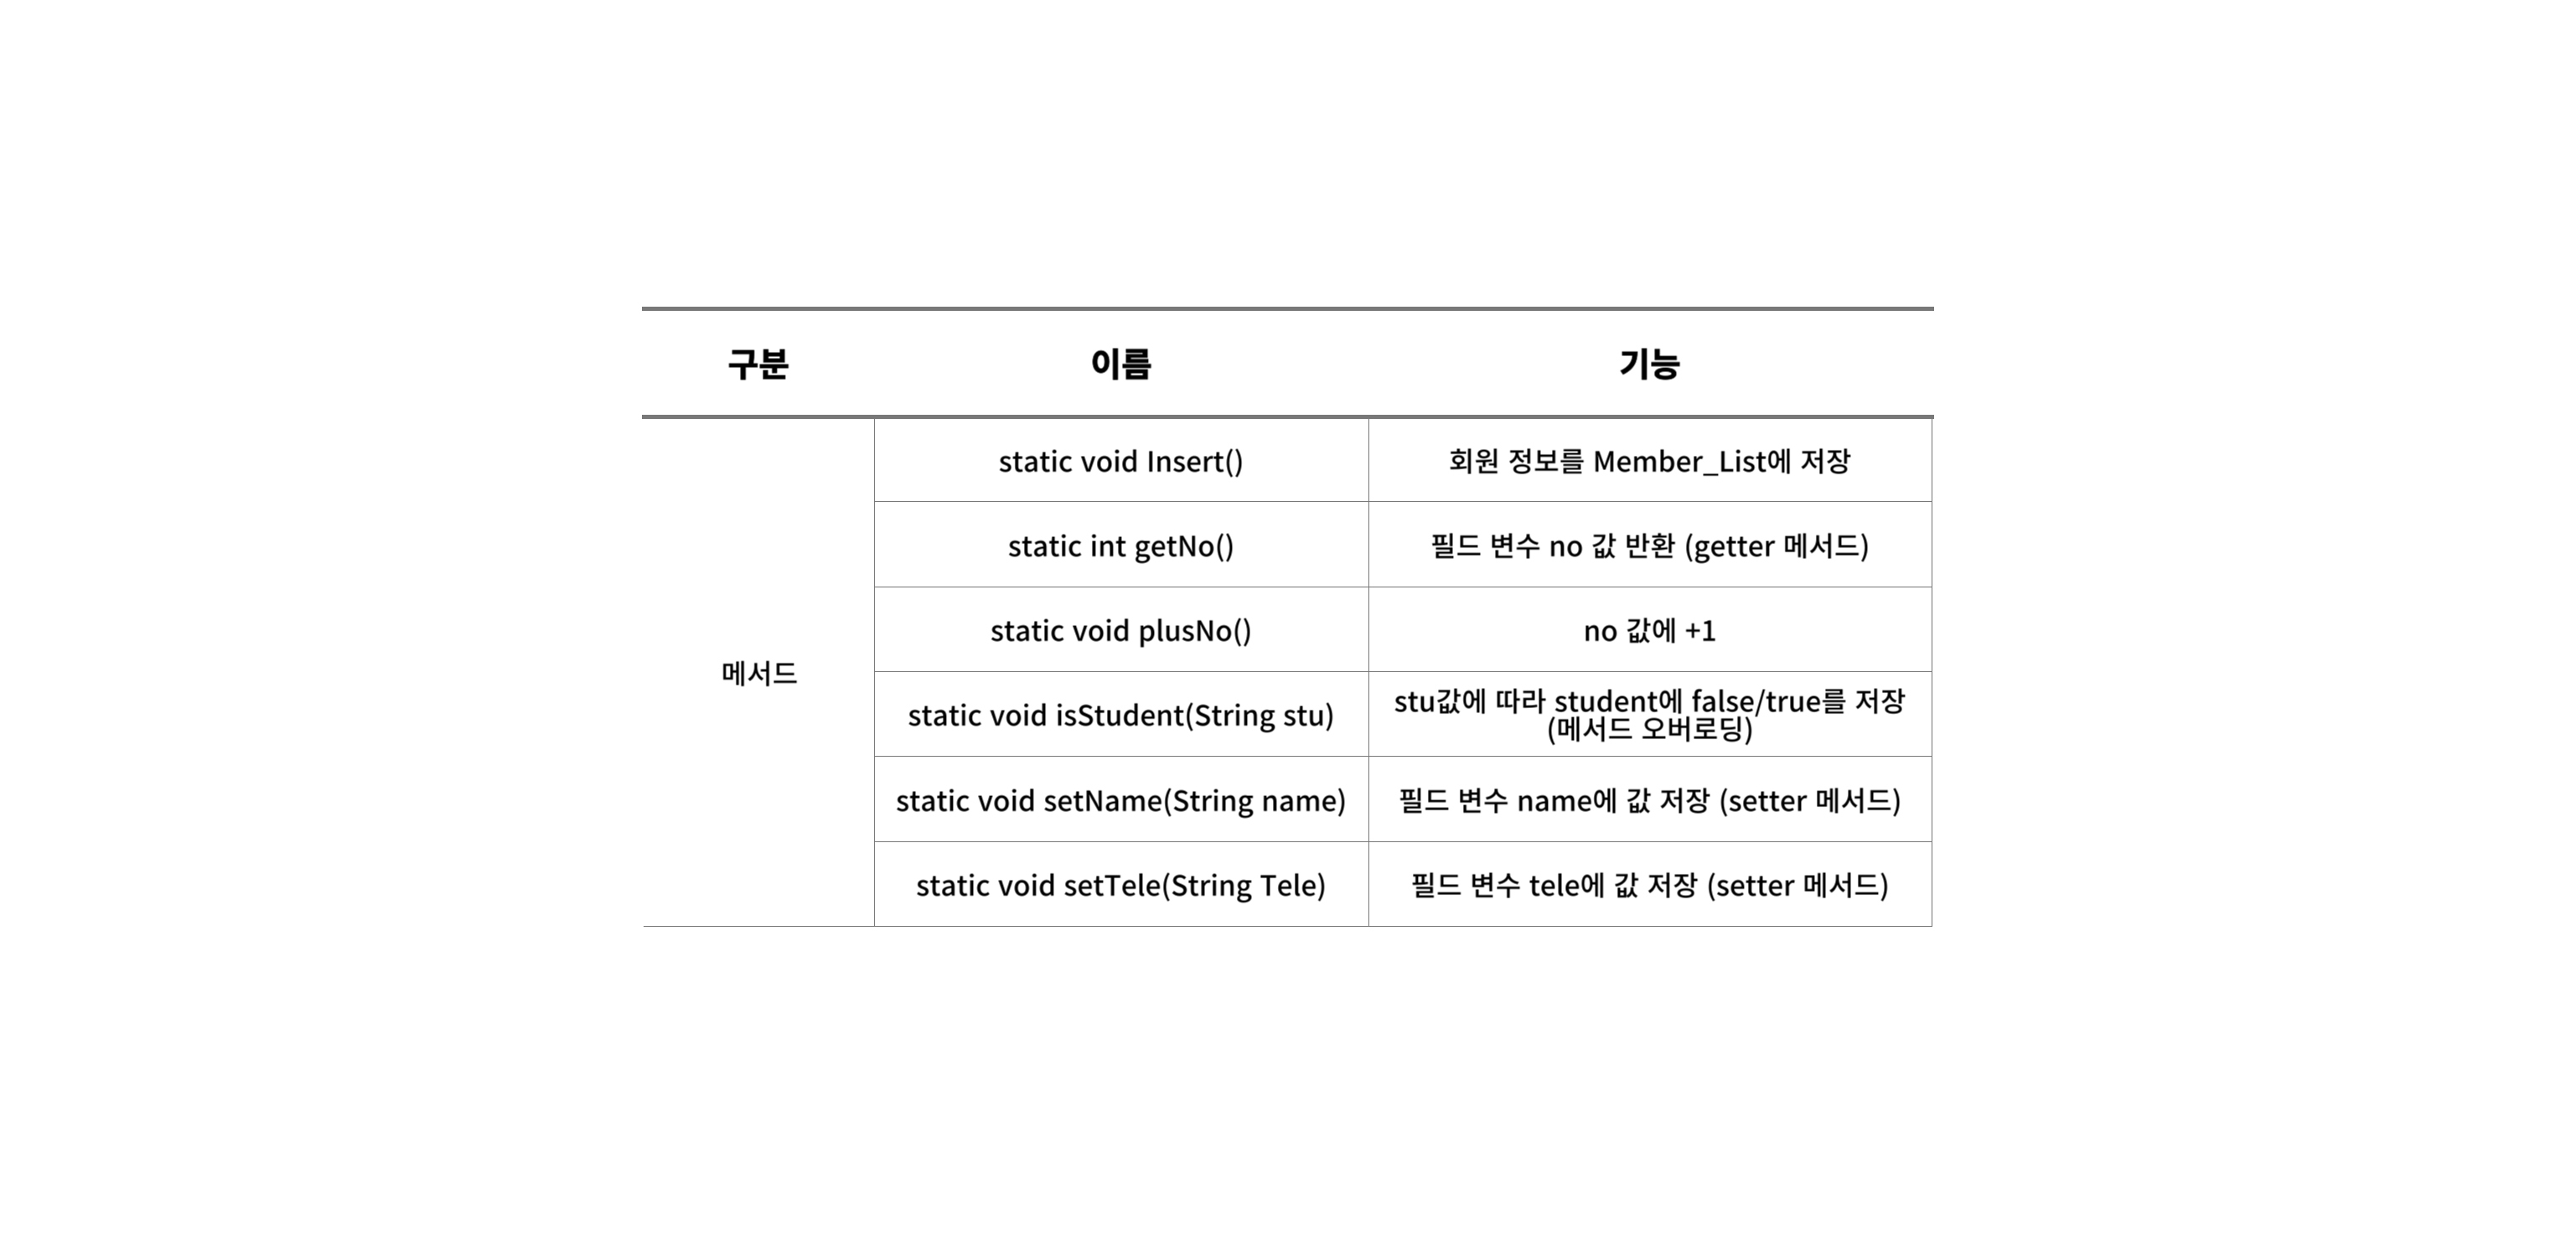 구분 이름 기능
static void Insert() 회원 정보를 Member_List에 저장
static int getNo() 필드 변수 no 값 반환 (getter 메서드)
static void plusNo() no 값에 +1
메서드
static void isStudent(String stu) stu값에 따라 student에 false/true를 저장
(메서드 오버로딩)
static void setName(String name) 필드 변수 name에 값 저장 (setter 메서드)
static void setTele(String Tele) 필드 변수 tele에 값 저장 (setter 메서드)